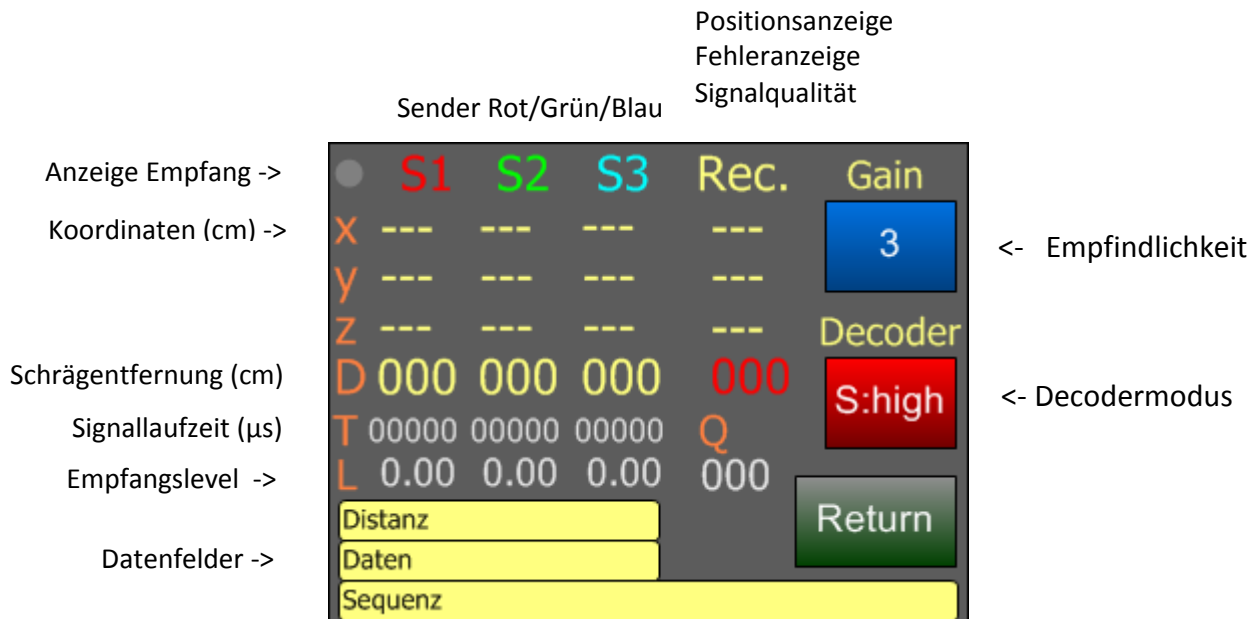 Positionsanzeige
Fehleranzeige
Signalqualität
Sender Rot/Grün/Blau
Anzeige Empfang ->
S1 S2 S3 Rec. Gain
Koordinaten (cm) ->
x --- --- --- ---
3
<- Empfindlichkeit
y --- --- --- ---
z --- --- --- ---
Decoder
Schrägentfernung (cm)
D 000 000 000 000
S:high
<- Decodermodus
Signallaufzeit (µs)
T 00000 00000 00000 Q
Empfangslevel ->
L 0.00 0.00 0.00 000
Return
Distanz
Datenfelder ->
Daten
Sequenz